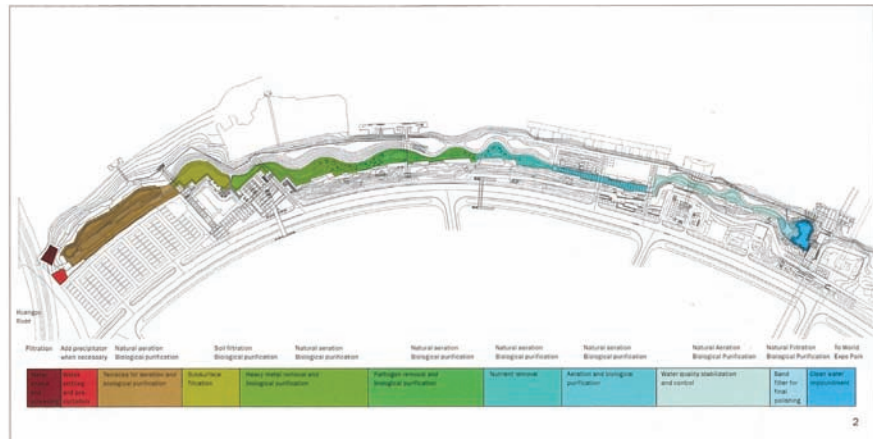 Huangpu
River
Filtration
Add precipitator
when necessary
Natural aeration
Biological purification
Soil filtration
Biological purification
Natural aeration
Biological purification
Natural aeration
Biological purification
Natural aeration
Biological purification
Natural aeration
Biological purification
Natural Aeration
Biological Purification
Natural Filtration
Biological Purification
To World
Expo Park
Terraces for aeration and
biological purification
Subsurface
filtration
Heavy metal removal and
biological purification
Pathogen removal and
biological purification
Nutrient removal
Aeration and biological
purification
Water quality stabilization
and control
Sand
filter for
final
polishing
Clean water
impoundment
2